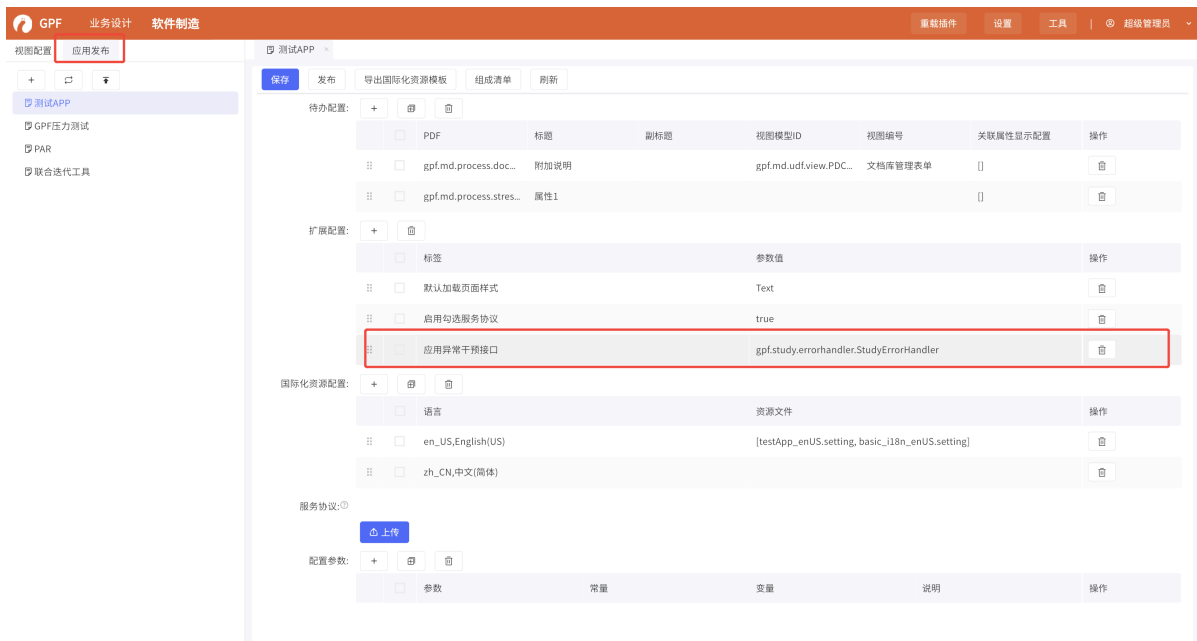 GPF 业务设计 软件制造 重载插件 设置 工具 | 超级管理员
视图配置 应用发布 测试APP ×
保存 发布 导出国际化资源模板 组成清单 刷新
测试APP
GPF压力测试
PAR
联合迭代工具
待办配置:
PDF 标题 副标题 视图模型ID 视图编号 关联属性显示配置 操作
gpf.md.process.doc... 附加说明 gpf.md.udf.view.PDC... 文档库管理表单 []
gpf.md.process.stres... 属性1 []
扩展配置:
标签 参数值 操作
默认加载页面样式 Text
启用勾选服务协议 true
应用异常干预接口 gpf.study.errorhandler.StudyErrorHandler
国际化资源配置:
语言 资源文件 操作
en_US,English(US) [testApp_enUS.setting, basic_i18n_enUS.setting]
zh_CN,中文(简体)
服务协议:
上传
配置参数:
参数 常量 变量 说明 操作